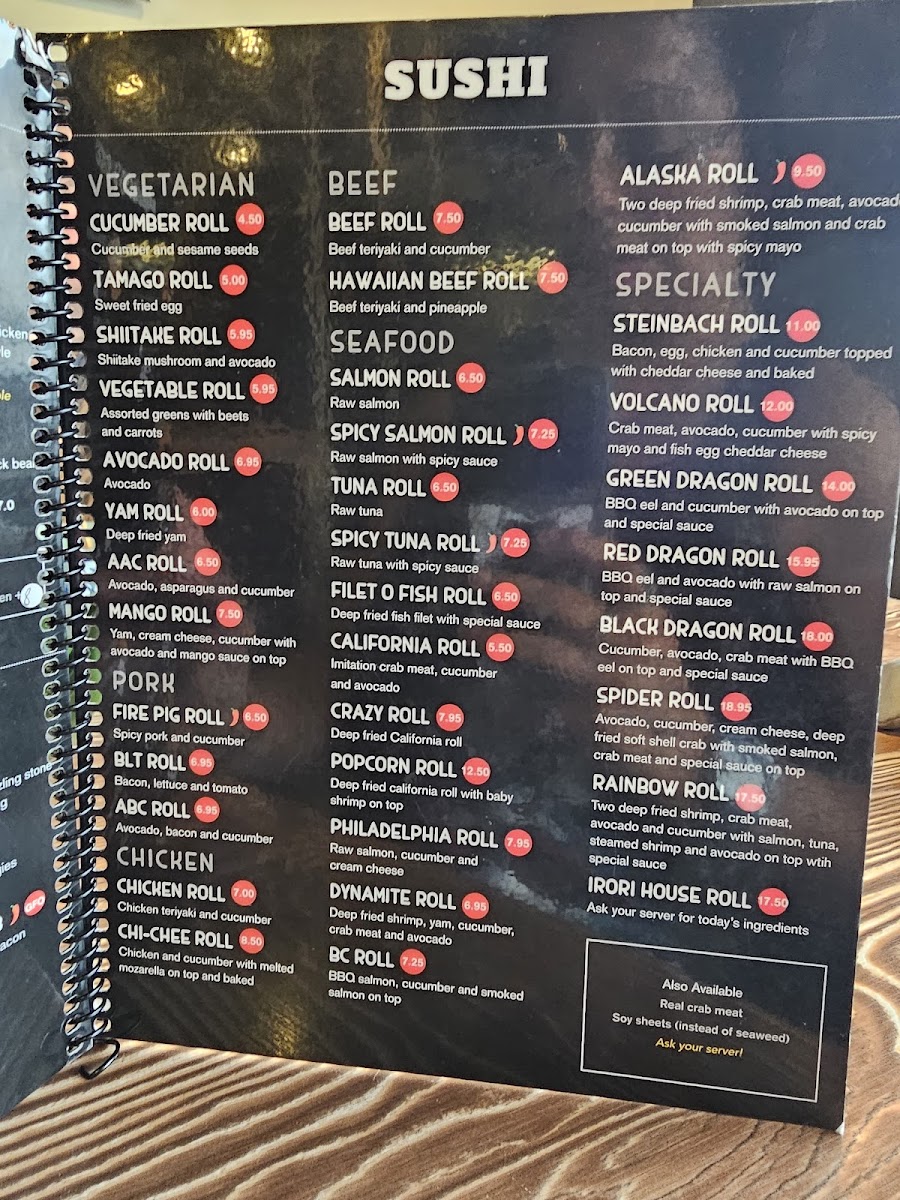 SUSHI
VEGETARIAN
CUCUMBER ROLL 4.50
Cucumber and sesame seeds
TAMAGO ROLL 5.00
Sweet fried egg
SHIITAKE ROLL 5.95
Shiitake mushroom and avocado
VEGETABLE ROLL 5.95
Assorted greens with beets
and carrots
AVOCADO ROLL 6.95
Avocado
YAM ROLL 6.00
Deep fried yam
AAC ROLL 6.50
Avocado, asparagus and cucumber
MANGO ROLL 7.50
Yam, cream cheese, cucumber with
avocado and mango sauce on top
PORK
FIRE PIG ROLL 6.50
Spicy pork and cucumber
BLT ROLL 6.95
Bacon, lettuce and tomato
ABC ROLL 6.95
Avocado, bacon and cucumber
CHICKEN
CHICKEN ROLL 7.00
Chicken teriyaki and cucumber
CHI-CHEE ROLL 8.50
Chicken and cucumber with melted
mozarella on top and baked
BEEF
BEEF ROLL 7.50
Beef teriyaki and cucumber
HAWAIIAN BEEF ROLL 7.50
Beef teriyaki and pineapple
SEAFOOD
SALMON ROLL 6.50
Raw salmon
SPICY SALMON ROLL 7.25
Raw salmon with spicy sauce
TUNA ROLL 6.50
Raw tuna
SPICY TUNA ROLL 7.25
Raw tuna with spicy sauce
FILET O FISH ROLL 6.50
Deep fried fish filet with special sauce
CALIFORNIA ROLL 5.50
Imitation crab meat, cucumber
and avocado
CRAZY ROLL 7.95
Deep fried California roll
POPCORN ROLL 12.50
Deep fried california roll with baby
shrimp on top
PHILADELPHIA ROLL 7.95
Raw salmon, cucumber and
cream cheese
DYNAMITE ROLL 6.95
Deep fried shrimp, yam, cucumber,
crab meat and avocado
BC ROLL 7.25
BBQ salmon, cucumber and smoked
salmon on top
ALASKA ROLL 9.50
Two deep fried shrimp, crab meat, avocad
cucumber with smoked salmon and crab
meat on top with spicy mayo
SPECIALTY
STEINBACH ROLL 11.00
Bacon, egg, chicken and cucumber topped
with cheddar cheese and baked
VOLCANO ROLL 12.00
Crab meat, avocado, cucumber with spicy
mayo and fish egg cheddar cheese
GREEN DRAGON ROLL 14.00
BBQ eel and cucumber with avocado on top
and special sauce
RED DRAGON ROLL 15.95
BBQ eel and avocado with raw salmon on
top and special sauce
BLACK DRAGON ROLL 18.00
Cucumber, avocado, crab meat with BBQ
eel on top and special sauce
SPIDER ROLL 18.95
Avocado, cucumber, cream cheese, deep
fried soft shell crab with smoked salmon,
crab meat and special sauce on top
RAINBOW ROLL 17.50
Two deep fried shrimp, crab meat,
avocado and cucumber with salmon, tuna,
steamed shrimp and avocado on top wtih
special sauce
IRORI HOUSE ROLL 17.50
Ask your server for today's ingredients
Also Available
Real crab meat
Soy sheets (instead of seaweed)
Ask your server!
7.0
GFO